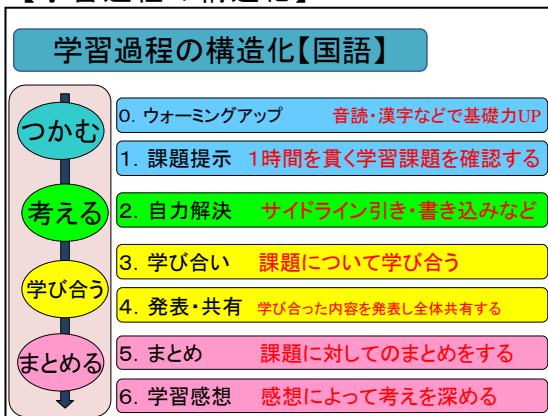 【学習過程の構造化】
学習過程の構造化【国語】
つかむ
0. ウォーミングアップ 音読・漢字などで基礎力UP
1. 課題提示 1時間を貫く学習課題を確認する
考える
2. 自力解決 サイドライン引き・書き込みなど
学び合う
3. 学び合い 課題について学び合う
4. 発表・共有 学び合った内容を発表し全体共有する
まとめる
5. まとめ 課題に対してのまとめをする
6. 学習感想 感想によって考えを深める